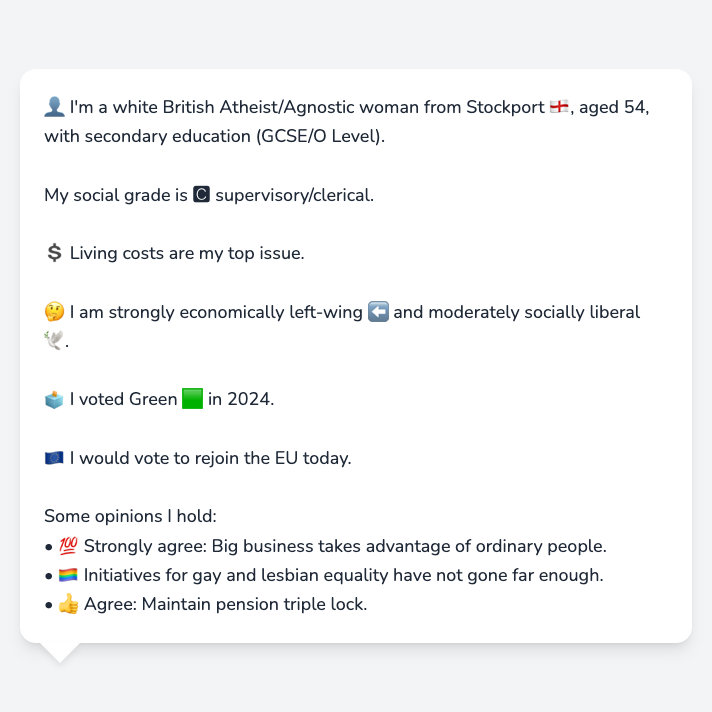 👤 I'm a white British Atheist/Agnostic woman from Stockport 🏴󠁧󠁢󠁥󠁮󠁧󠁿, aged 54,
with secondary education (GCSE/O Level).
My social grade is 🅲 supervisory/clerical.
💲 Living costs are my top issue.
🤔 I am strongly economically left-wing ⬅️ and moderately socially liberal
🕊️.
🗳️ I voted Green 🟩 in 2024.
🇪🇺 I would vote to rejoin the EU today.
Some opinions I hold:
• 💯 Strongly agree: Big business takes advantage of ordinary people.
• 🏳️‍🌈 Initiatives for gay and lesbian equality have not gone far enough.
• 👍 Agree: Maintain pension triple lock.